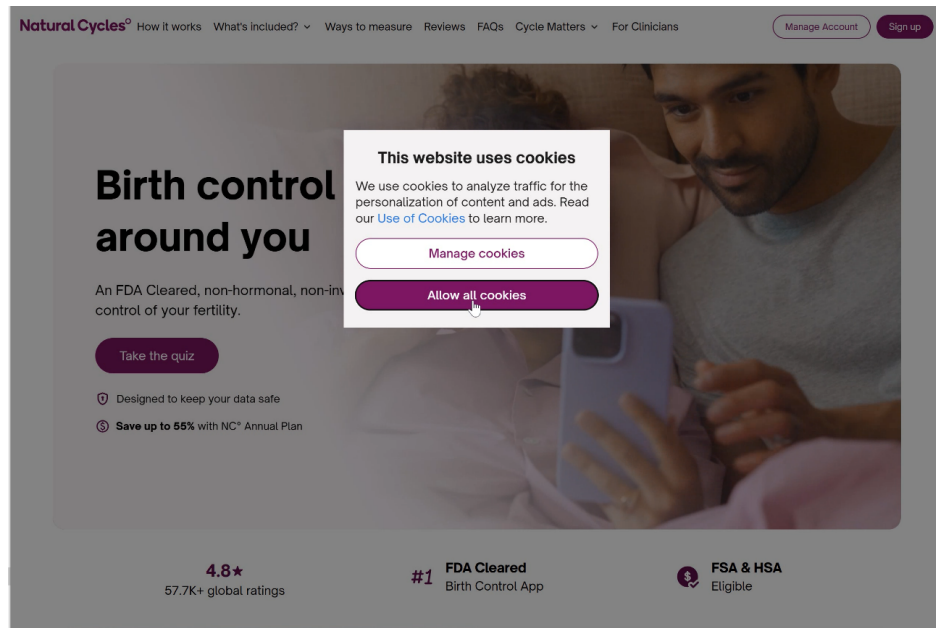 Natural Cycles° How it works What's included? Ways to measure Reviews FAQs Cycle Matters For Clinicians Manage Account Sign up
Birth control
around you
An FDA Cleared, non-hormonal, 
control of your fertility.
Take the quiz
Designed to keep your data safe
Save up to 55% with NC° Annual Plan
This website uses cookies
We use cookies to analyze traffic for the
personalization of content and ads. Read
our Use of Cookies to learn more.
Manage cookies
Allow all cookies
4.8★
57.7K+ global ratings
#1 FDA Cleared
Birth Control App
FSA & HSA
Eligible